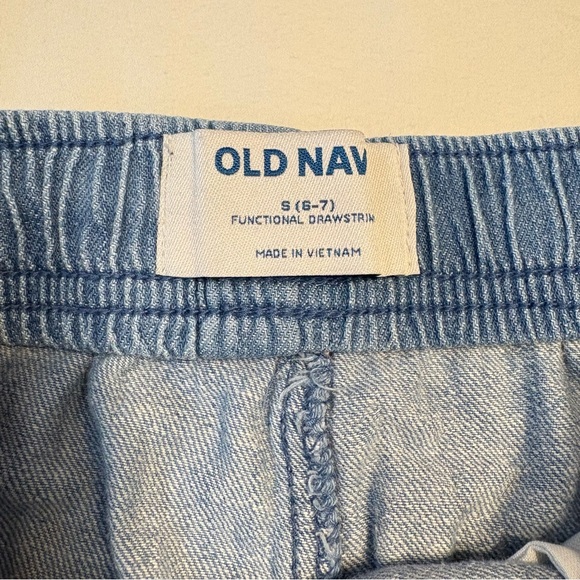 OLD NAV
S (6-7)
FUNCTIONAL DRAWSTRIN
MADE IN VIETNAM